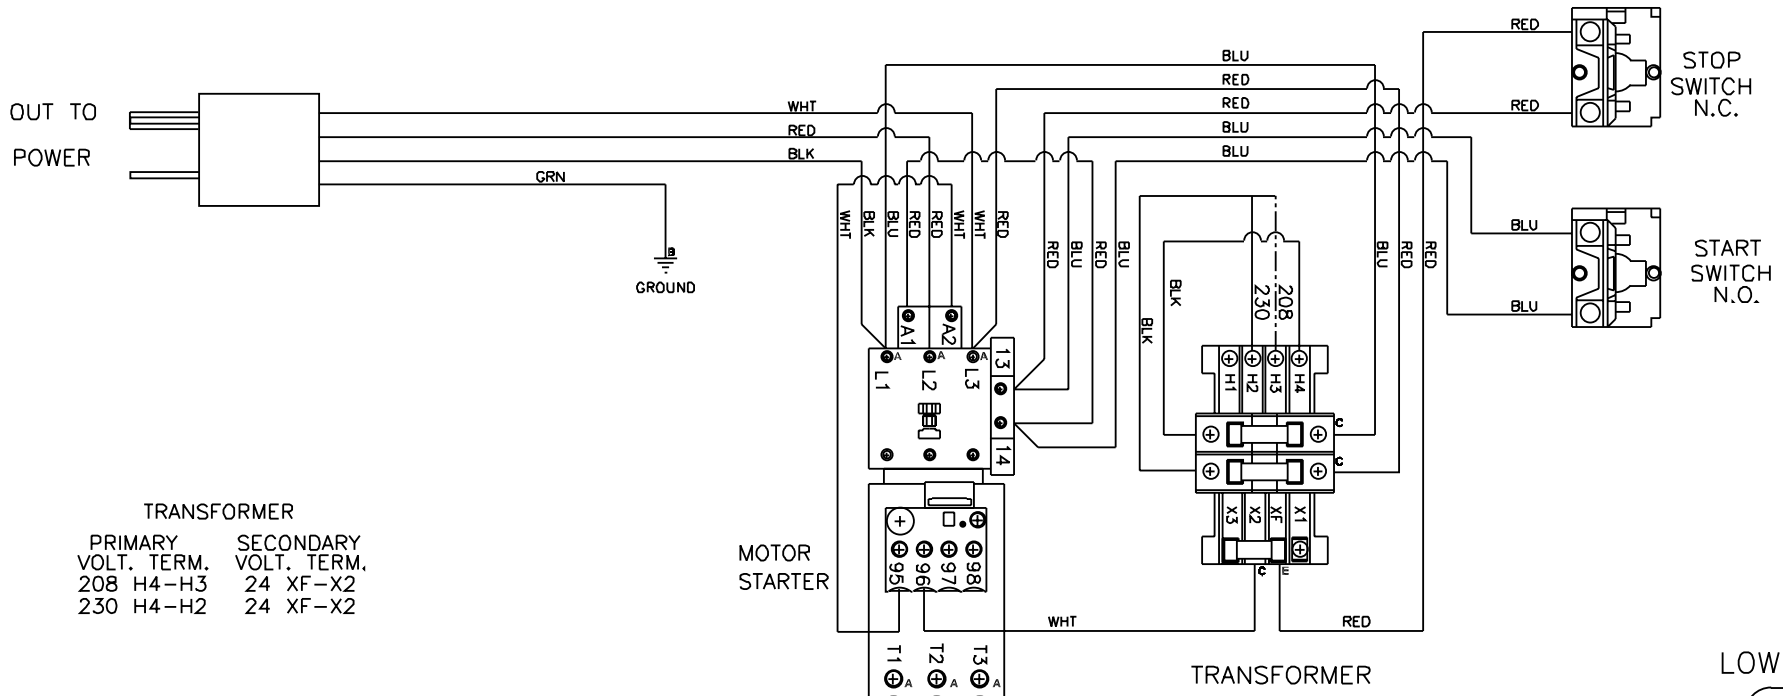 OUT TO
POWER
WHT
RED
BLK
GRN
GROUND
BLU
RED
RED
BLU
BLU
RED
RED
STOP
SWITCH
N.C.
BLU
BLU
START
SWITCH
N.O.
WHT
BLK
BLU
RED
RED
WHT
WHT
RED
RED
BLU
RED
BLU
BLK
BLK
230
208
BLU
RED
RED
A1
A2
A
A
A
L1
L2
L3
13
14
H1
H2
H3
H4
C
C
X3
X2
XF
X1
C
E
95
96
97
98
MOTOR
STARTER
WHT
RED
T1
T2
T3
A
A
A
TRANSFORMER
LOW
TRANSFORMER
PRIMARY SECONDARY
VOLT. TERM. VOLT. TERM.
208 H4-H3 24 XF-X2
230 H4-H2 24 XF-X2